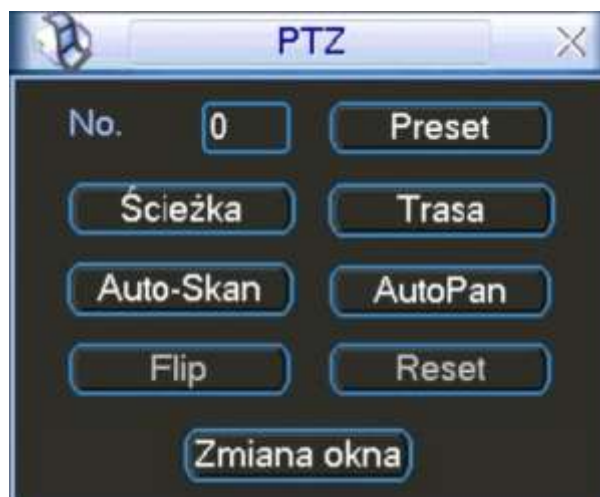 PTZ
No. 0 Preset
Ścieżka Trasa
Auto-Skan AutoPan
Flip Reset
Zmiana okna